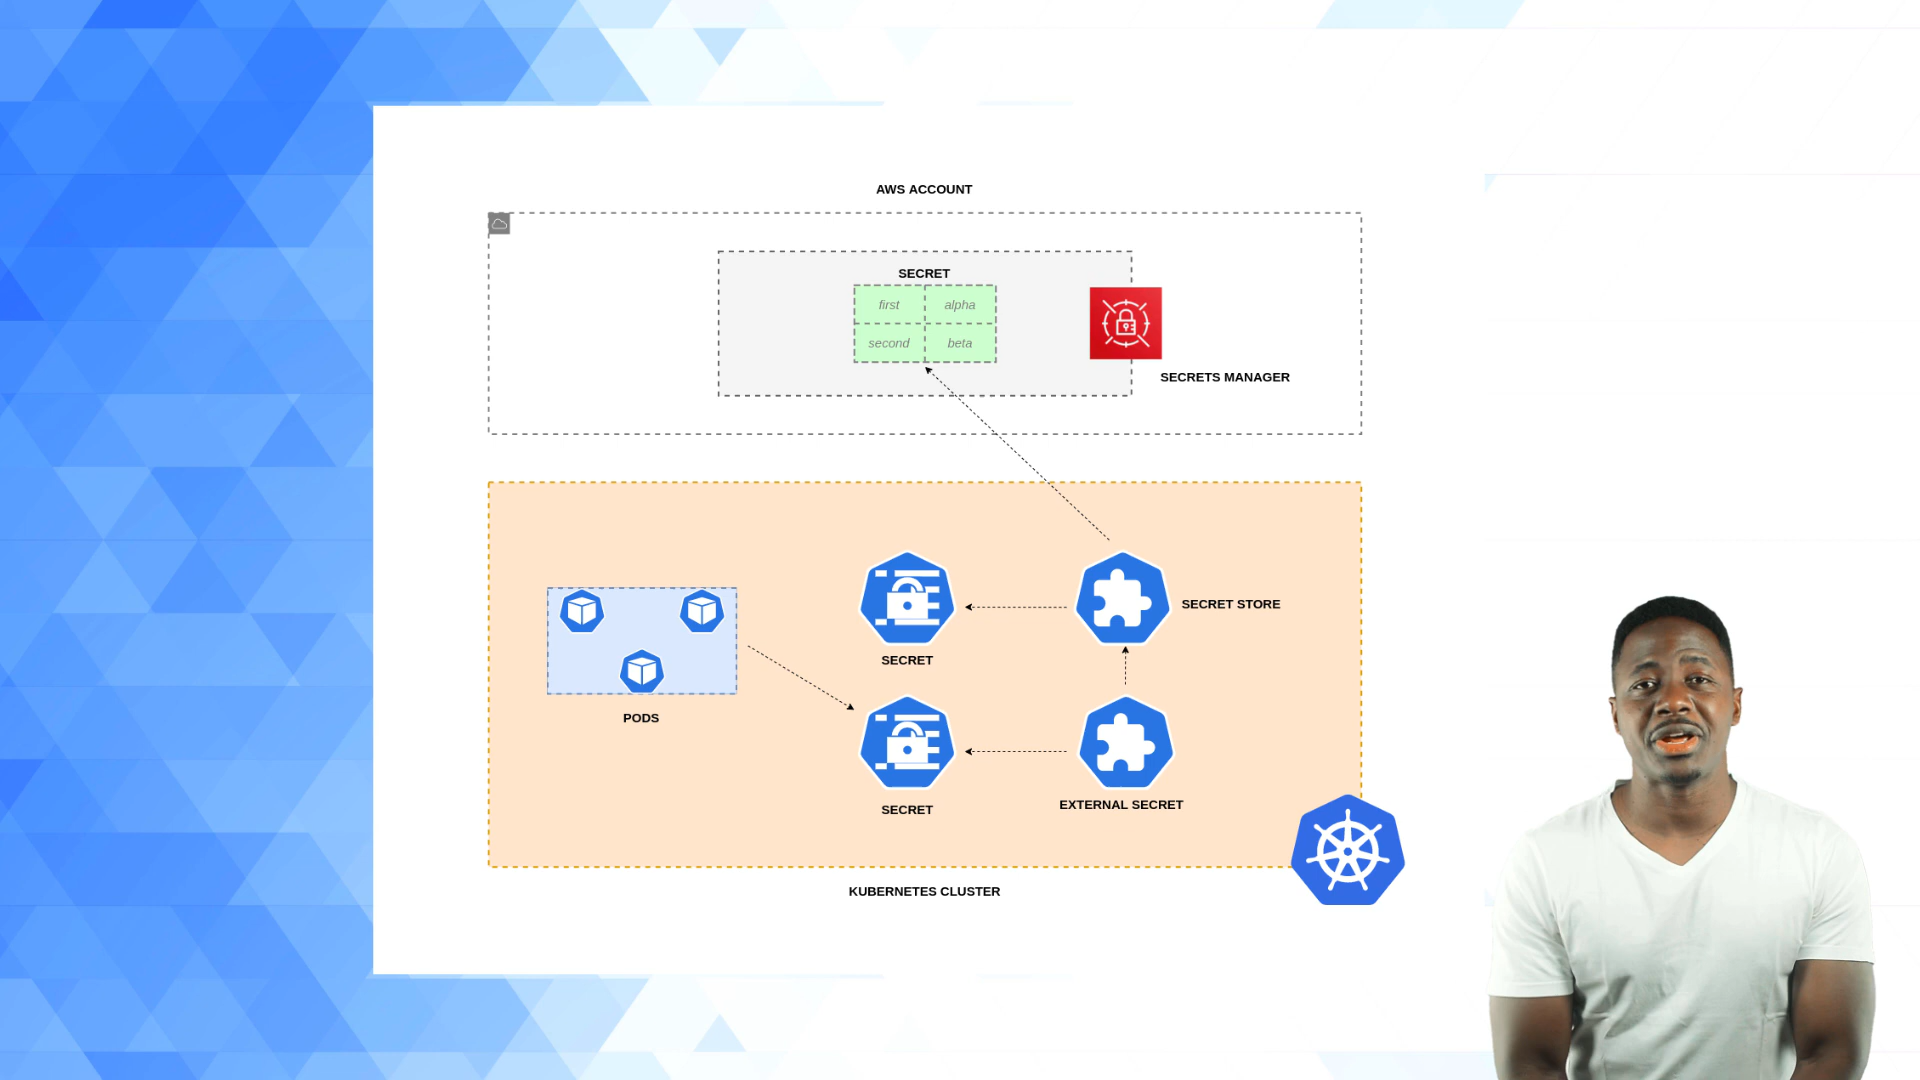 AWS ACCOUNT
SECRET
first alpha
second beta
SECRETS MANAGER
SECRET STORE
SECRET
PODS
EXTERNAL SECRET
SECRET
KUBERNETES CLUSTER